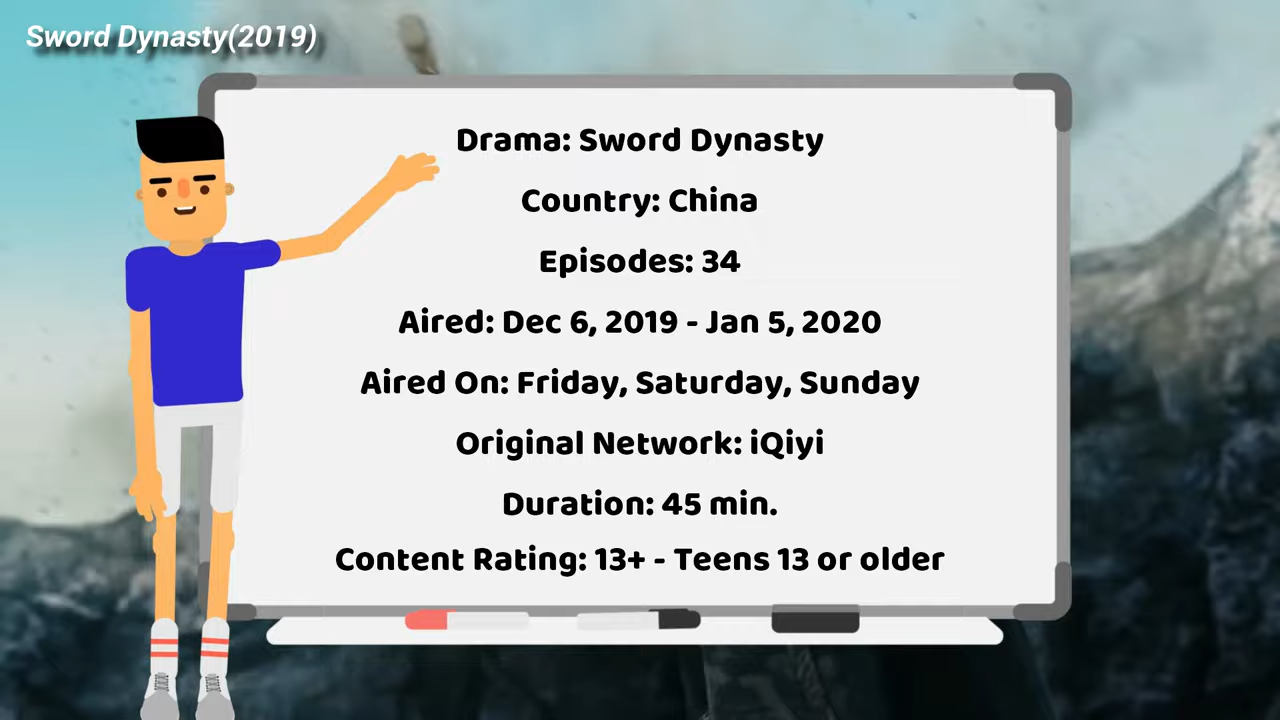 Sword Dynasty(2019)
Drama: Sword Dynasty
Country: China
Episodes: 34
Aired: Dec 6, 2019 - Jan 5, 2020
Aired On: Friday, Saturday, Sunday
Original Network: iQiyi
Duration: 45 min.
Content Rating: 13+ - Teens 13 or older